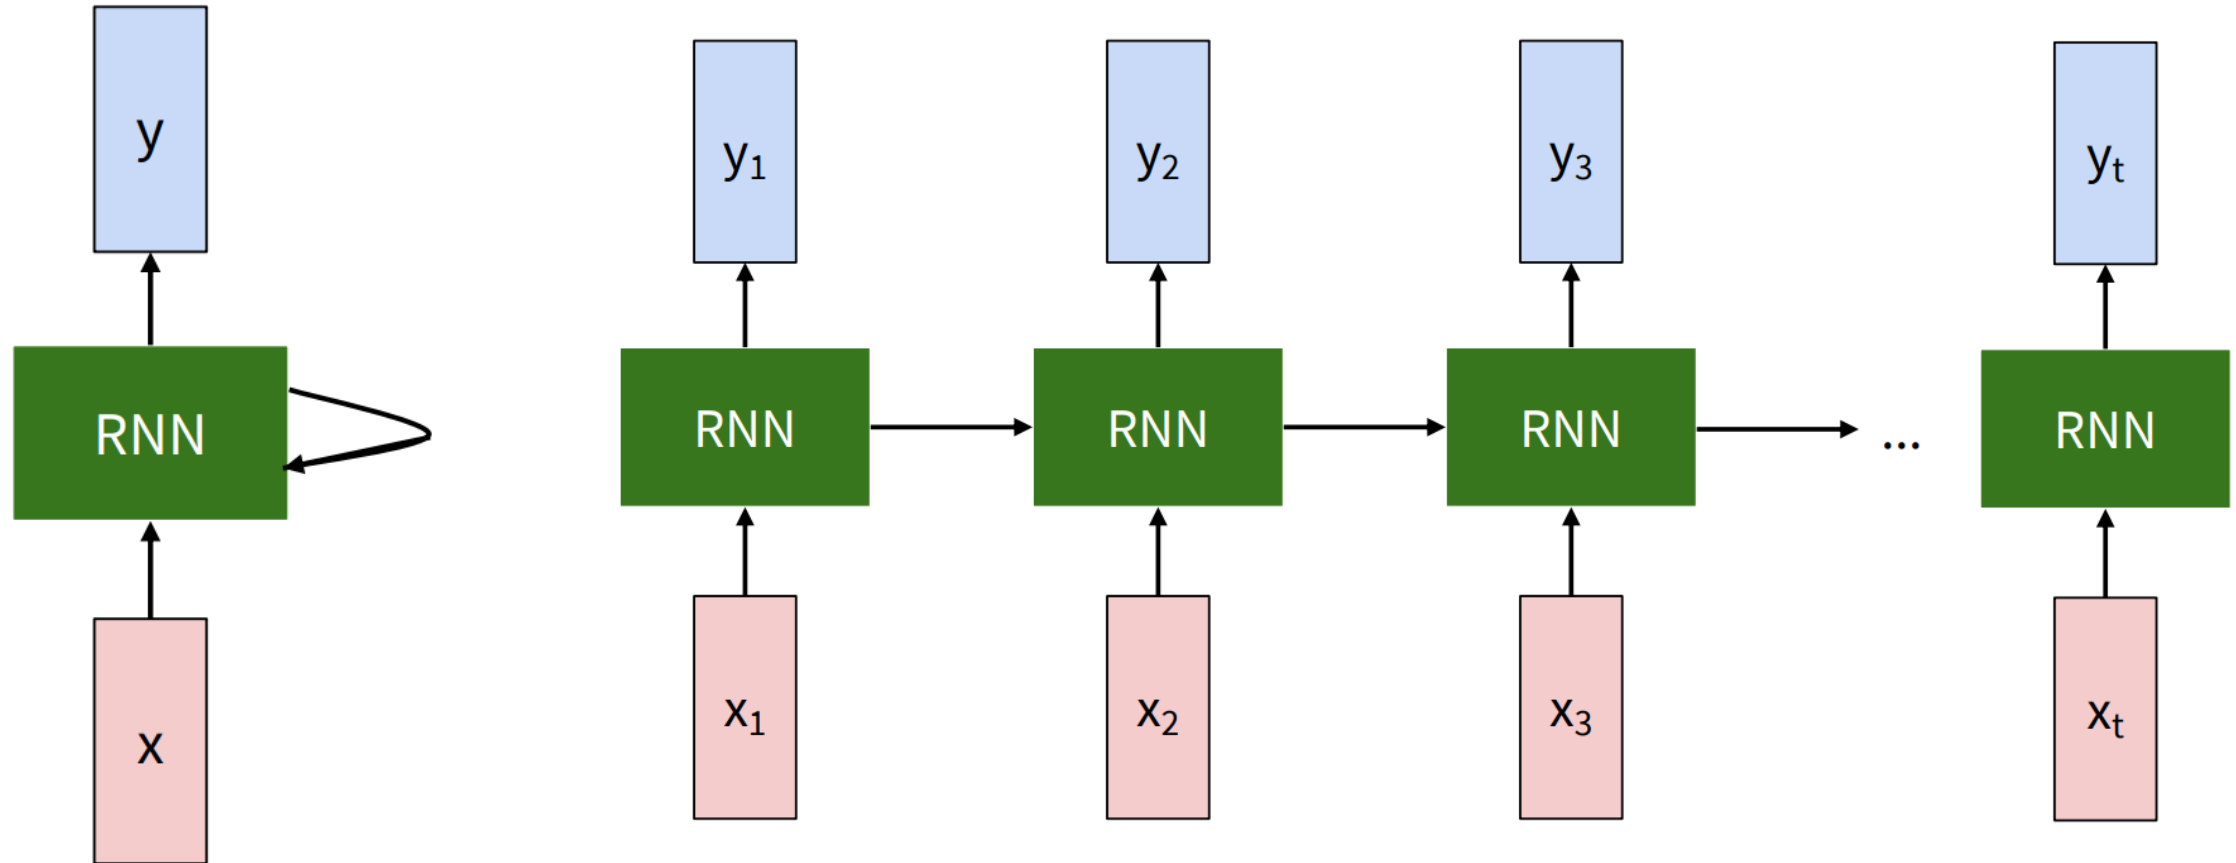 y
RNN
x
y₁ y₂ y₃ yₜ
RNN RNN RNN ... RNN
x₁ x₂ x₃ xₜ